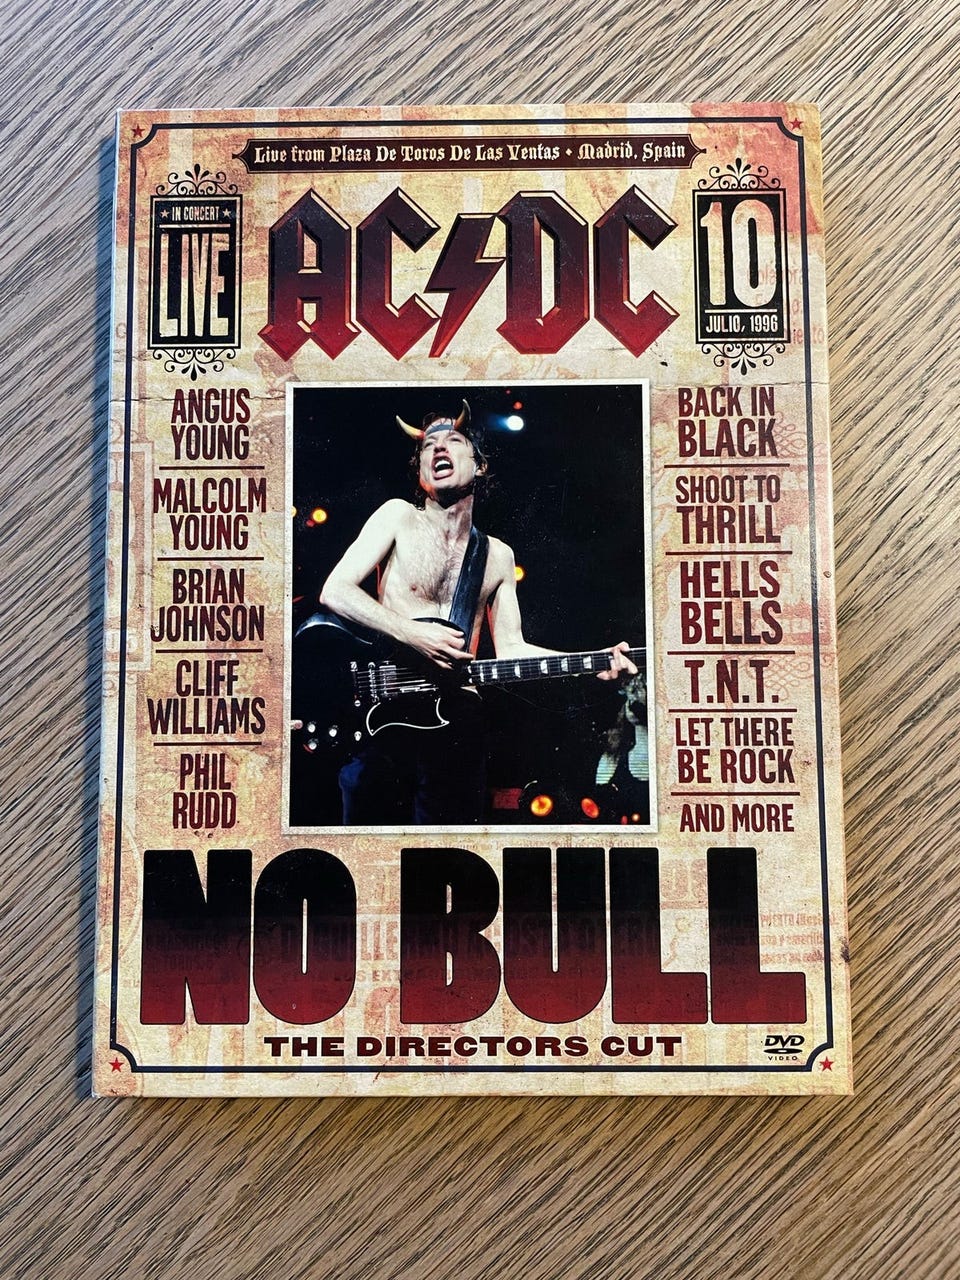 Live from Plaza De Toros De Las Ventas • Madrid, Spain
★ IN CONCERT ★
LIVE
AC⚡DC
10
JULIO, 1996
ANGUS
YOUNG
MALCOLM
YOUNG
BRIAN
JOHNSON
CLIFF
WILLIAMS
PHIL
RUDD
BACK IN
BLACK
SHOOT TO
THRILL
HELLS
BELLS
T.N.T.
LET THERE
BE ROCK
AND MORE
NO BULL
THE DIRECTORS CUT
DVD
VIDEO